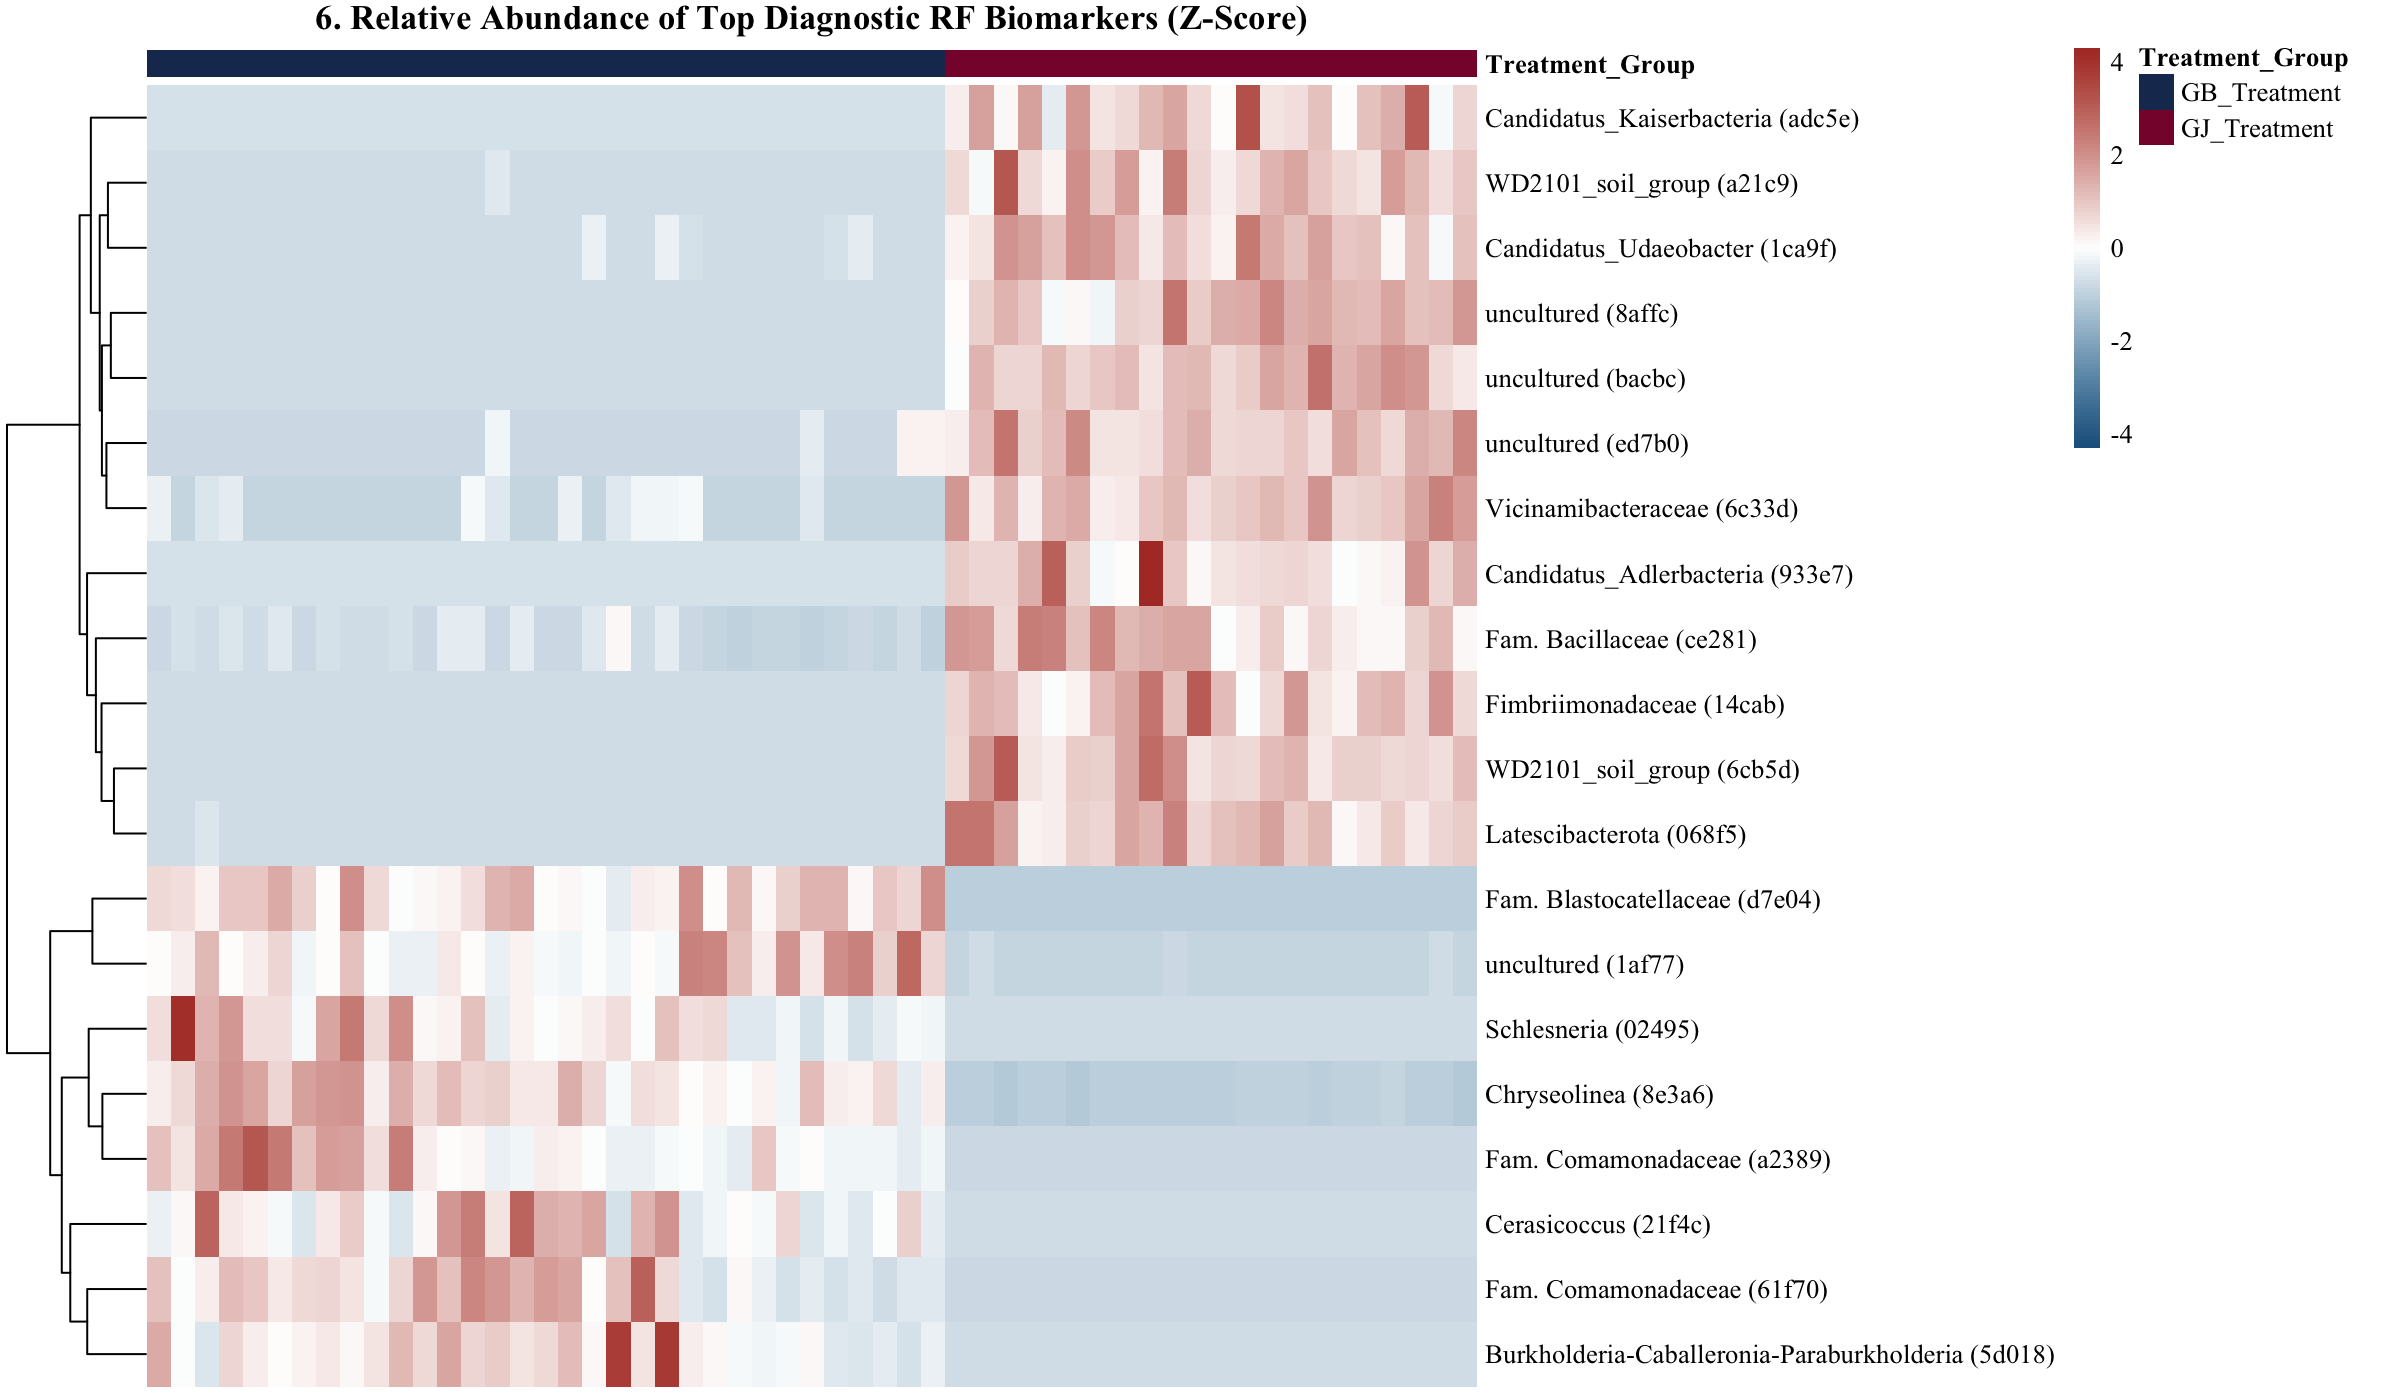 6. Relative Abundance of Top Diagnostic RF Biomarkers (Z-Score)
Treatment_Group
Candidatus_Kaiserbacteria (adc5e)
WD2101_soil_group (a21c9)
Candidatus_Udaeobacter (1ca9f)
uncultured (8affc)
uncultured (bacbc)
uncultured (ed7b0)
Vicinamibacteraceae (6c33d)
Candidatus_Adlerbacteria (933e7)
Fam. Bacillaceae (ce281)
Fimbriimonadaceae (14cab)
WD2101_soil_group (6cb5d)
Latescibacterota (068f5)
Fam. Blastocatellaceae (d7e04)
uncultured (1af77)
Schlesneria (02495)
Chryseolinea (8e3a6)
Fam. Comamonadaceae (a2389)
Cerasicoccus (21f4c)
Fam. Comamonadaceae (61f70)
Burkholderia-Caballeronia-Paraburkholderia (5d018)
4
2
0
-2
-4
Treatment_Group
GB_Treatment
GJ_Treatment